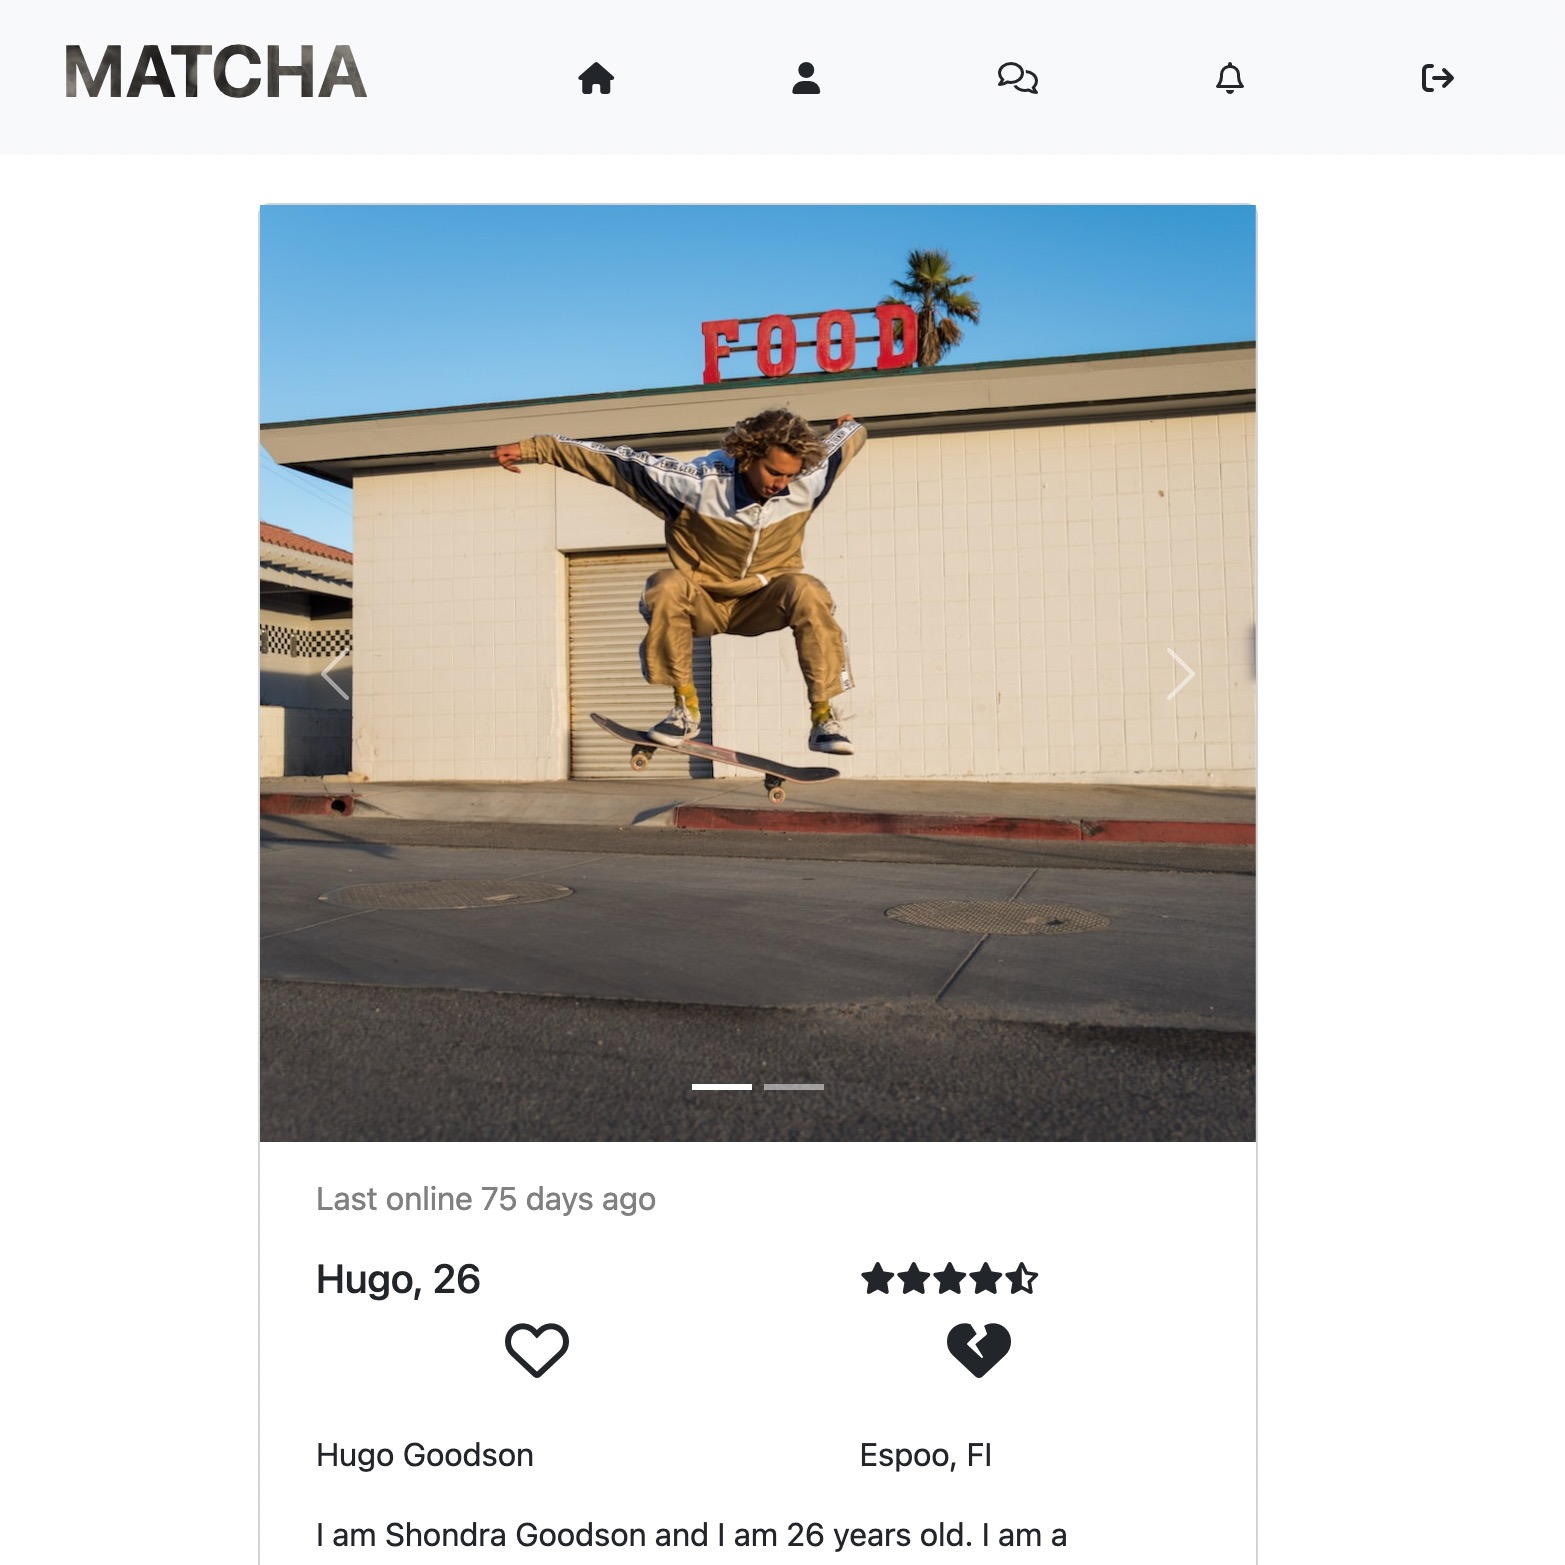 MATCHA
FOOD
Last online 75 days ago
Hugo, 26
Hugo Goodson
Espoo, FI
I am Shondra Goodson and I am 26 years old. I am a